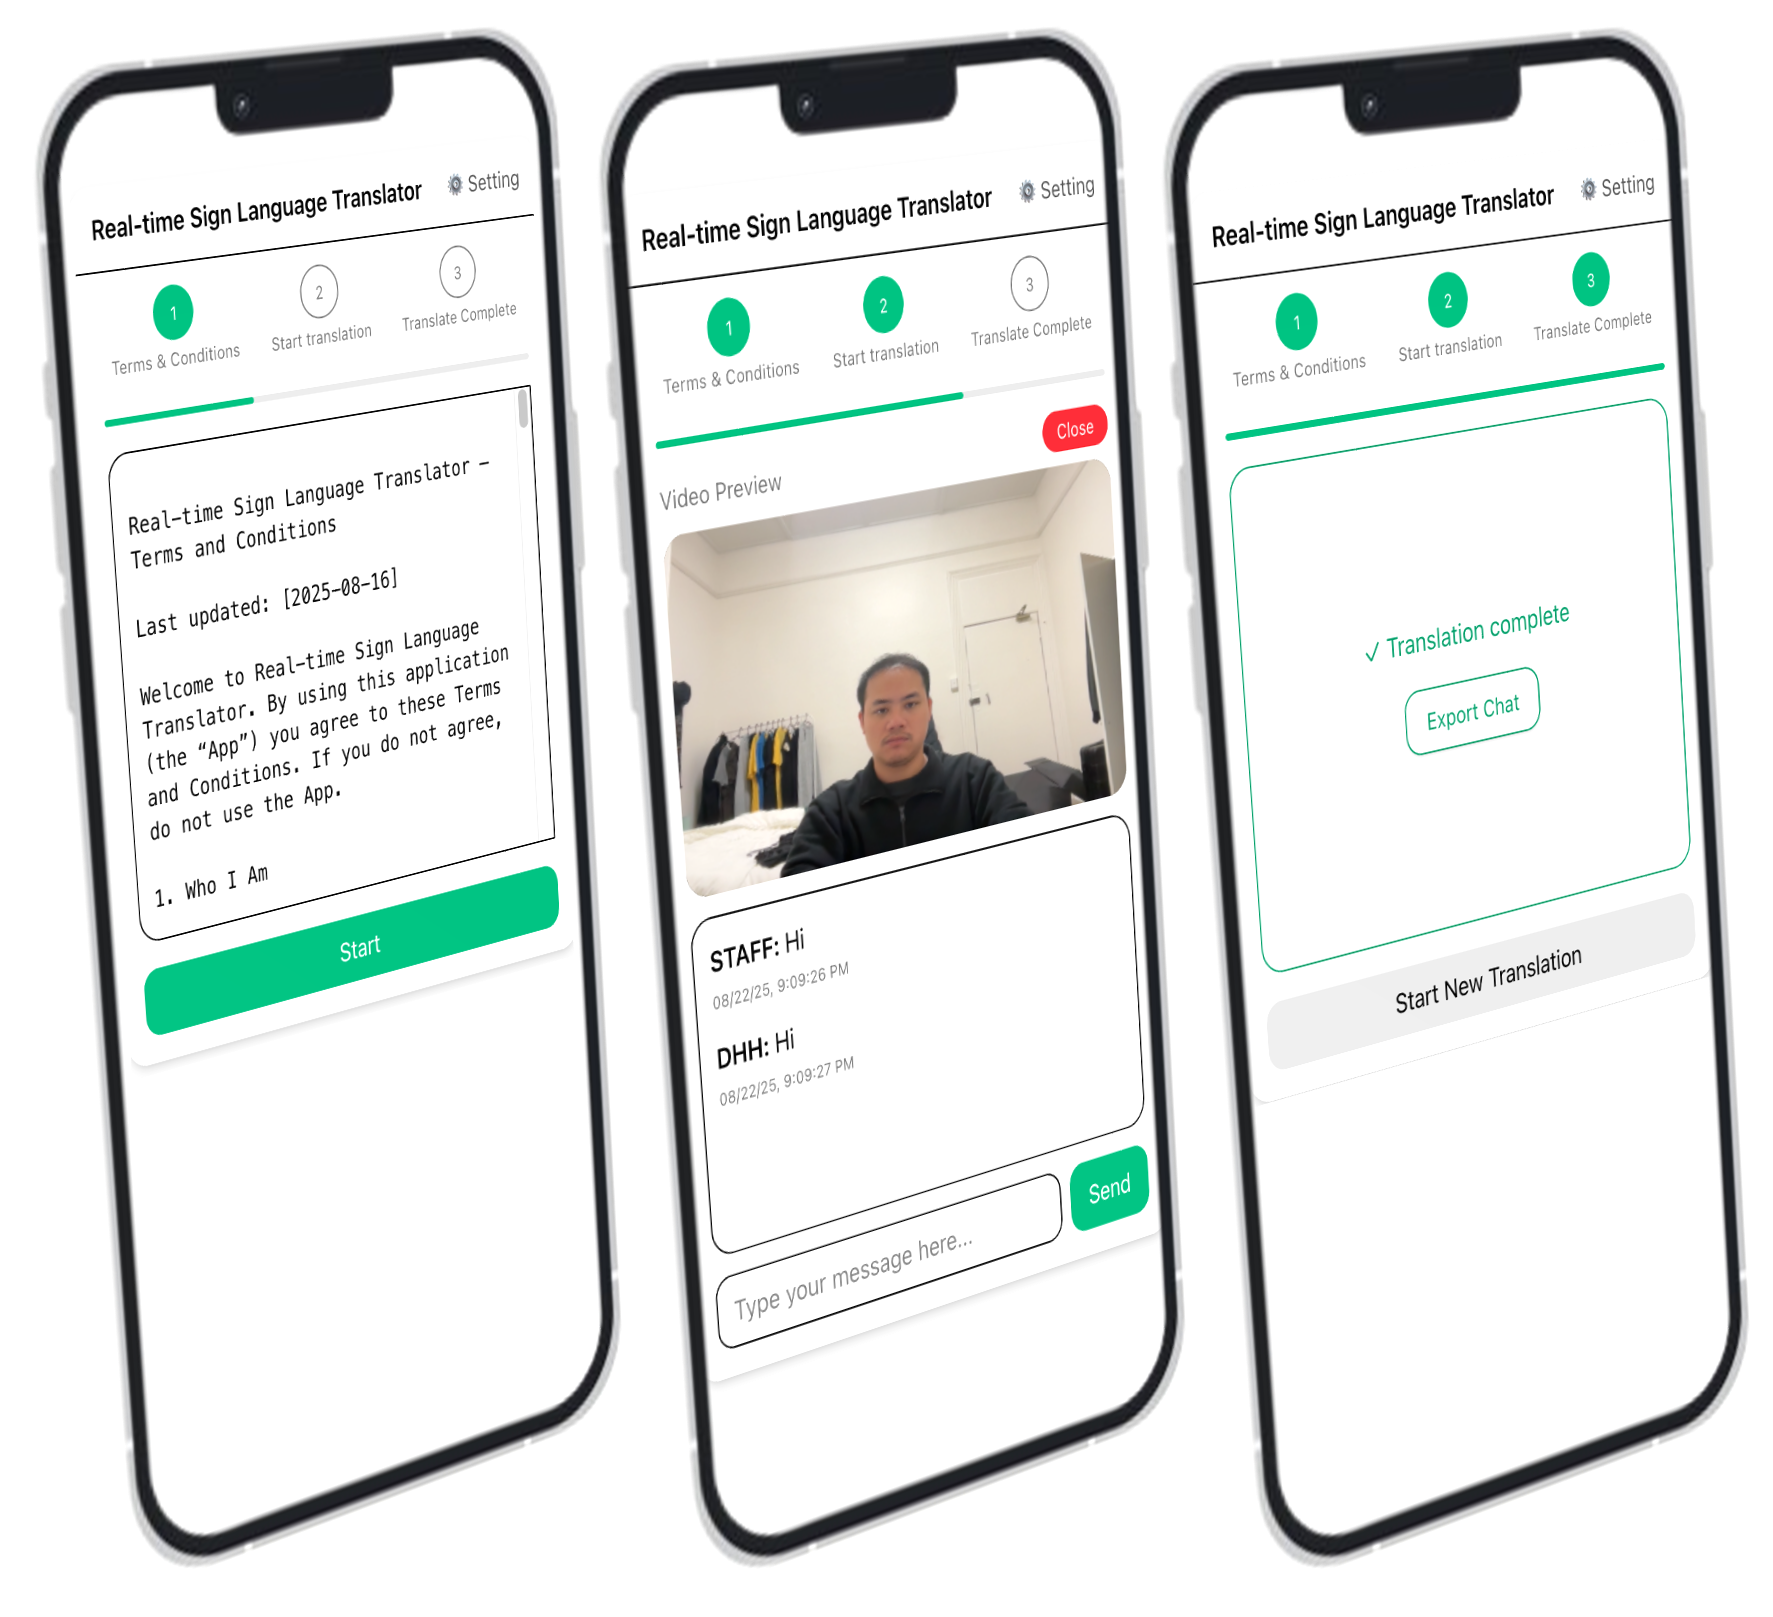 Real-time Sign Language Translator
Setting
1
2
3
Terms & Conditions
Start translation
Translate Complete
Real-time Sign Language Translator –
Terms and Conditions
Last updated: [2025-08-16]
Welcome to Real-time Sign Language
Translator. By using this application
(the “App”) you agree to these Terms
and Conditions. If you do not agree,
do not use the App.
1. Who I Am
Start
Real-time Sign Language Translator
Setting
1
2
3
Terms & Conditions
Start translation
Translate Complete
Close
Video Preview
STAFF: Hi
08/22/25, 9:09:26 PM
DHH: Hi
08/22/25, 9:09:27 PM
Type your message here...
Send
Real-time Sign Language Translator
Setting
1
2
3
Terms & Conditions
Start translation
Translate Complete
✓ Translation complete
Export Chat
Start New Translation